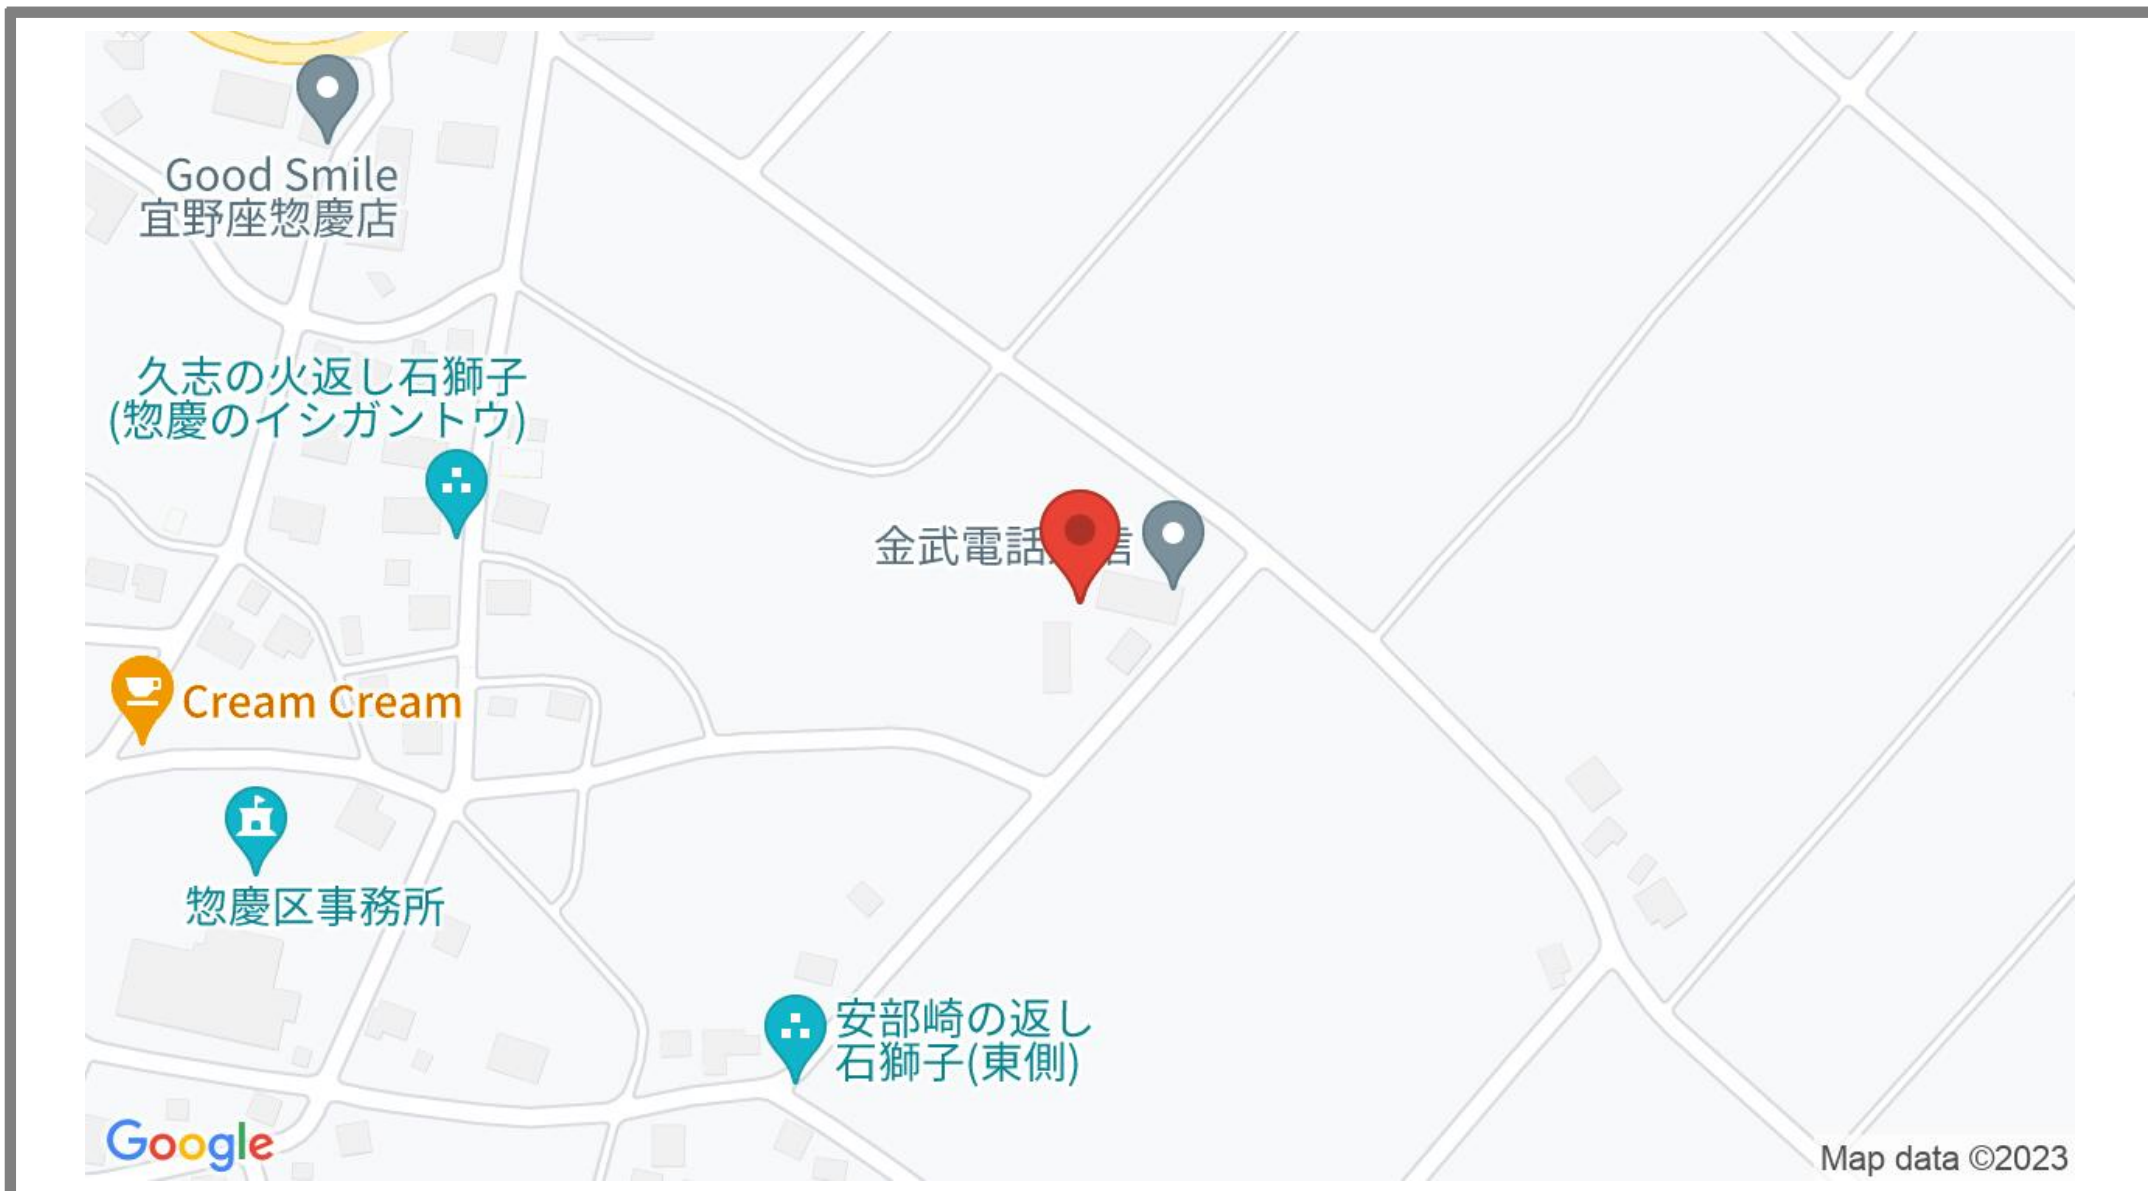 Good Smile
宜野座惣慶店
久志の火返し石獅子
(惣慶のイシガントウ)
金武電話
信
Cream Cream
惣慶区事務所
安部崎の返し
石獅子(東側)
Google
Map data ©2023